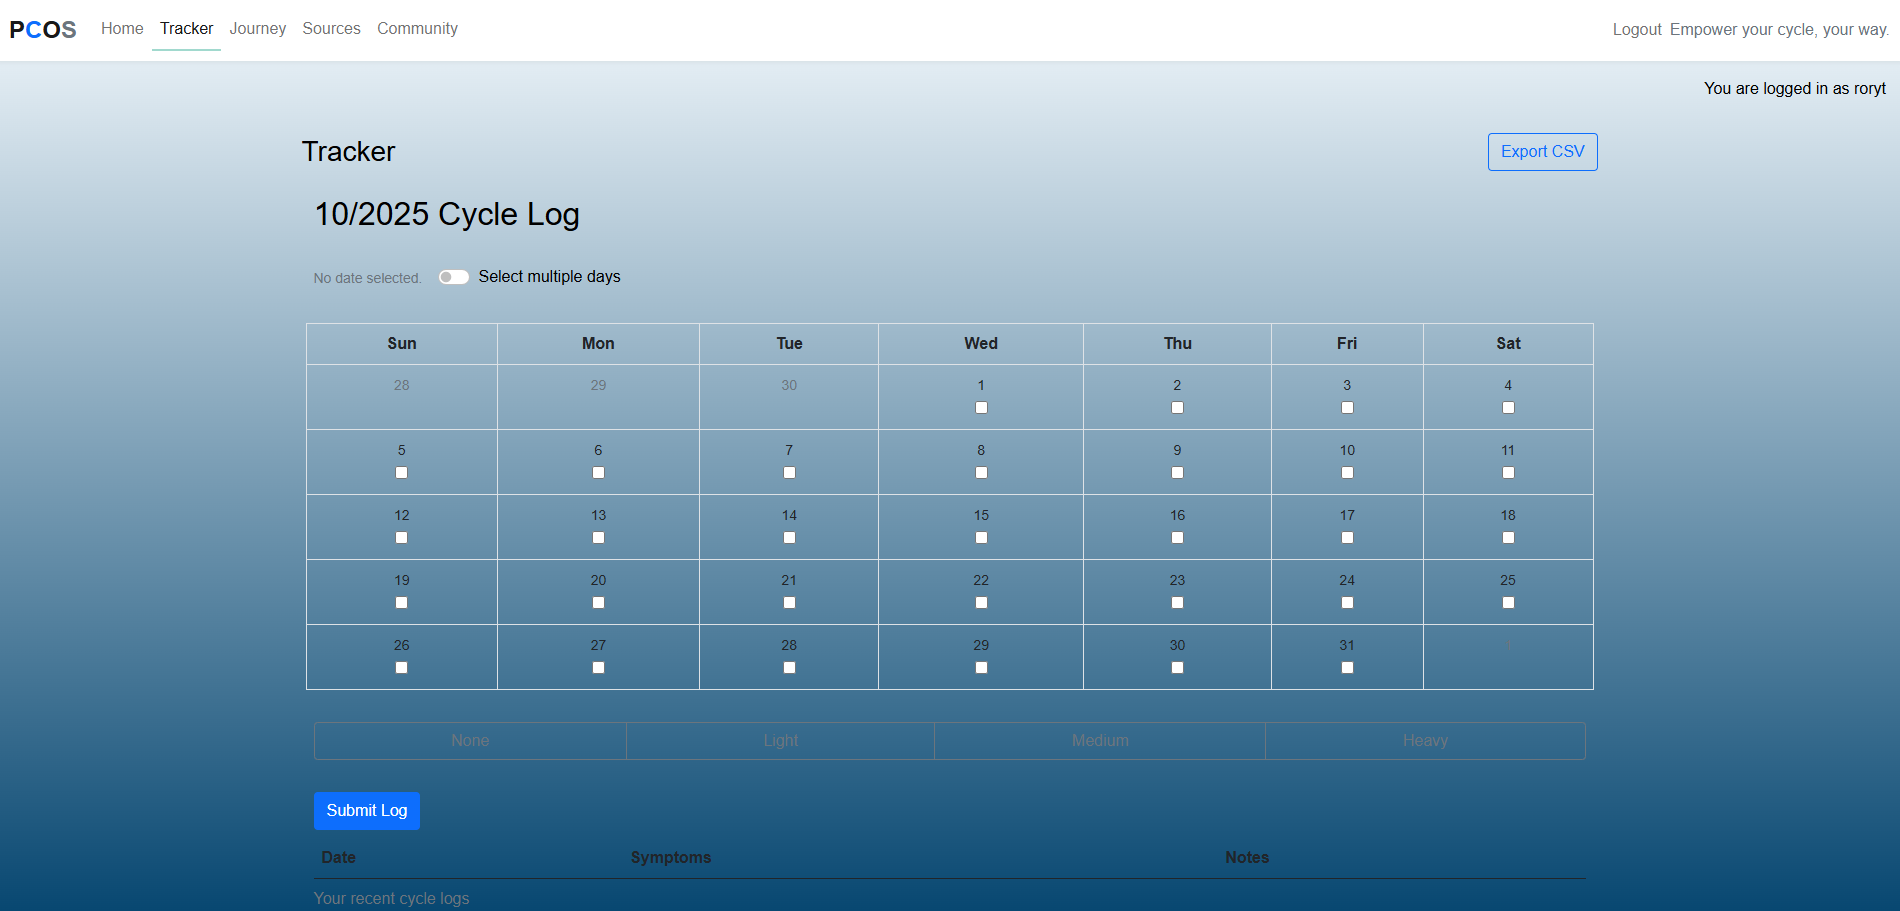 PCOS Home Tracker Journey Sources Community Logout Empower your cycle, your way.
You are logged in as roryt
Tracker Export CSV
10/2025 Cycle Log
No date selected. Select multiple days
Sun Mon Tue Wed Thu Fri Sat
28 29 30 1 2 3 4
5 6 7 8 9 10 11
12 13 14 15 16 17 18
19 20 21 22 23 24 25
26 27 28 29 30 31 1
None Light Medium Heavy
Submit Log
Date Symptoms Notes
Your recent cycle logs